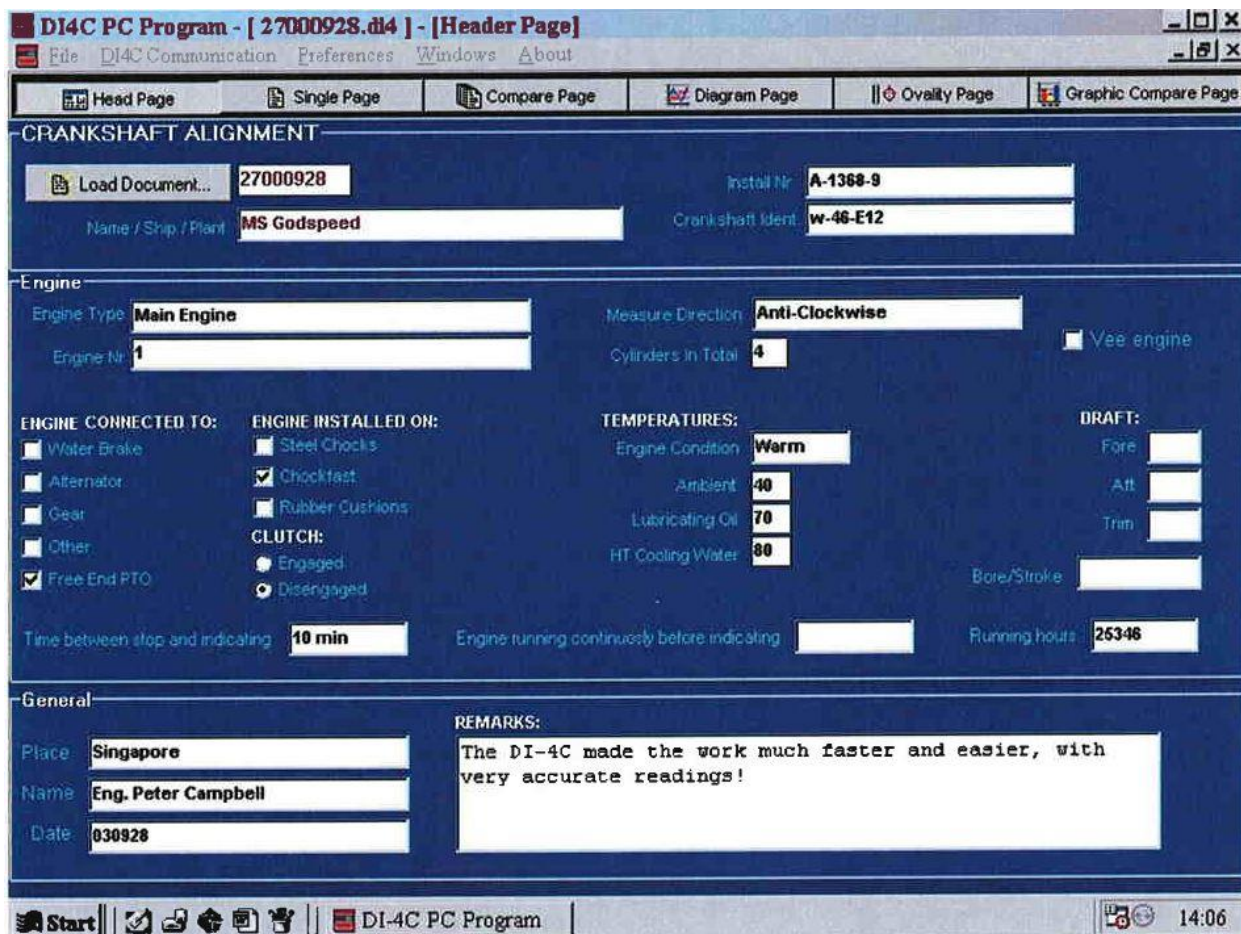 DI4C PC Program - [ 27000928.di4 ] - [Header Page]
File DI4C Communication Preferences Windows About
Head Page Single Page Compare Page Diagram Page Ovality Page Graphic Compare Page
CRANKSHAFT ALIGNMENT
Load Document... 27000928 Install Nr A-1368-9
Name / Ship / Plant MS Godspeed Crankshaft Ident w-46-E12
Engine
Engine Type Main Engine Measure Direction Anti-Clockwise
Engine Nr 1 Cylinders In Total 4 Vee engine
ENGINE CONNECTED TO: ENGINE INSTALLED ON: TEMPERATURES: DRAFT:
Water Brake Steel Chocks Engine Condition Warm Fore
Alternator Chockfast Ambient 40 Aft
Gear Rubber Cushions Lubricating Oil 70 Trim
Other CLUTCH: HT Cooling Water 80
Engaged
Free End PTO Disengaged Bore/Stroke
Time between stop and indicating 10 min Engine running continuosly before indicating Running hours 25346
General
REMARKS:
Place Singapore The DI-4C made the work much faster and easier, with
very accurate readings!
Name Eng. Peter Campbell
Date 030928
Start DI-4C PC Program 14:06